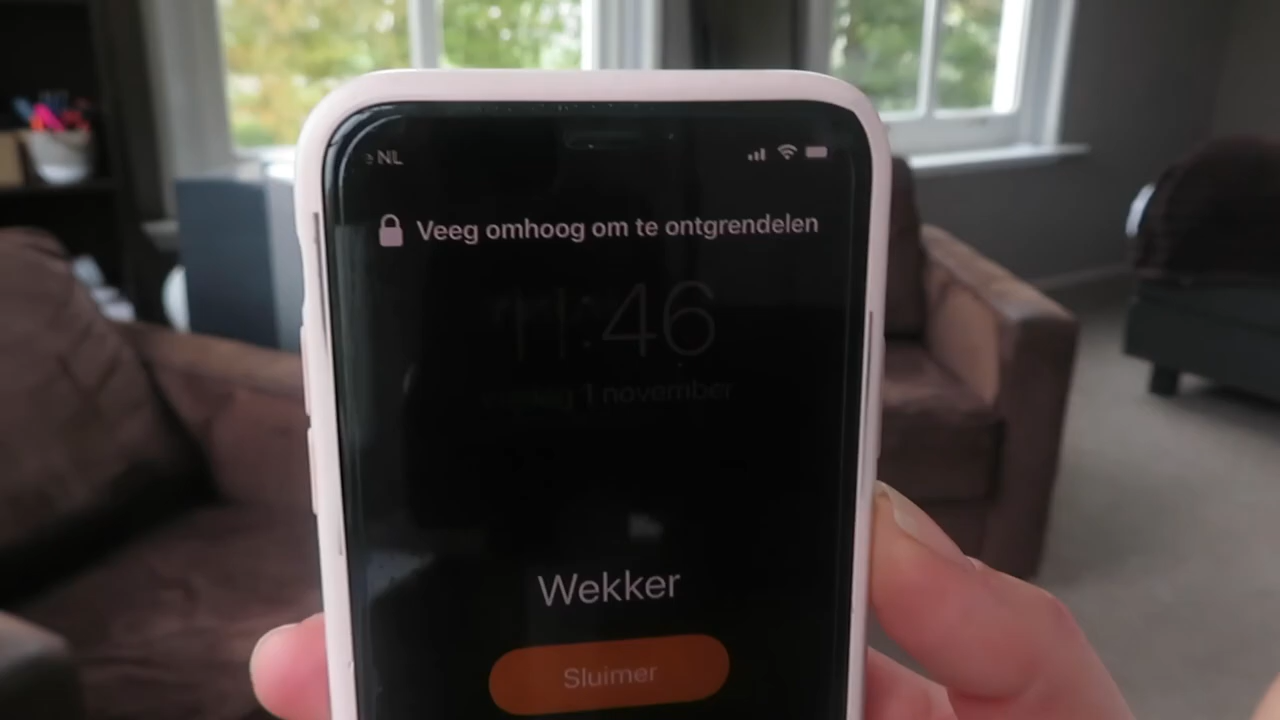 NL
Veeg omhoog om te ontgrendelen
11:46
1 november
Wekker
Sluimer